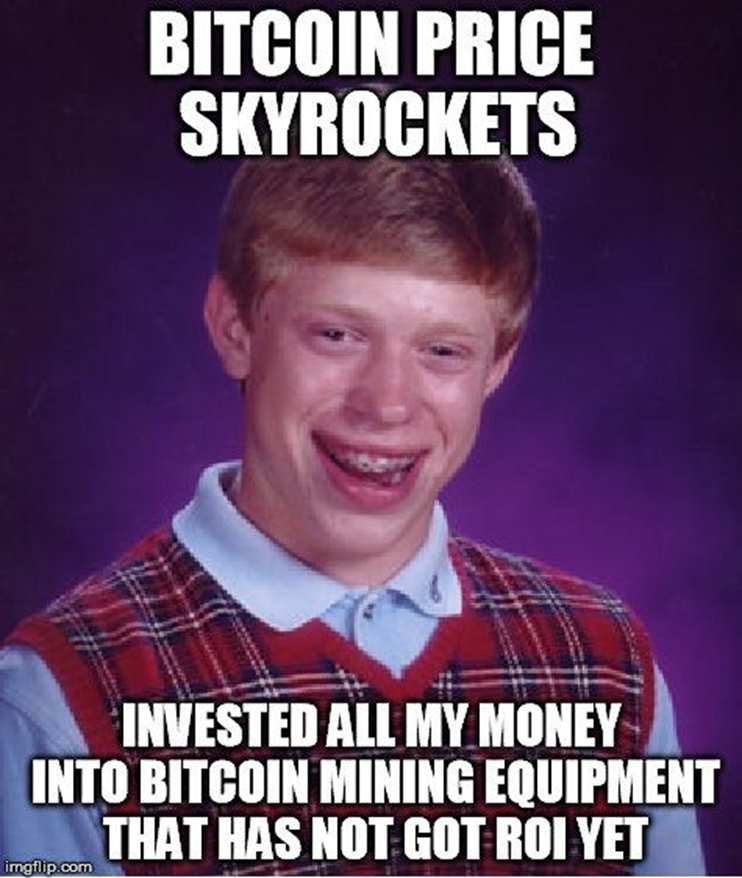 BITCOIN PRICE
SKYROCKETS
INVESTED ALL MY MONEY
INTO BITCOIN MINING EQUIPMENT
THAT HAS NOT GOT ROI YET
imgflip.com